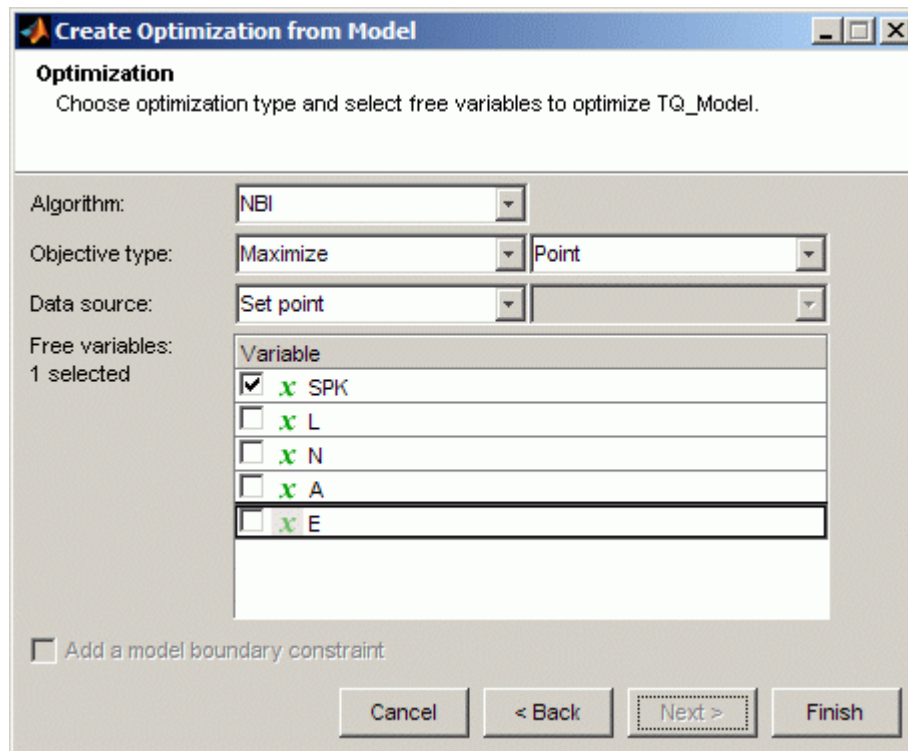 Create Optimization from Model
Optimization
Choose optimization type and select free variables to optimize TQ_Model.
Algorithm: NBI
Objective type: Maximize Point
Data source: Set point
Free variables:
1 selected
Variable
x SPK
x L
x N
x A
x E
Add a model boundary constraint
Cancel < Back Next > Finish